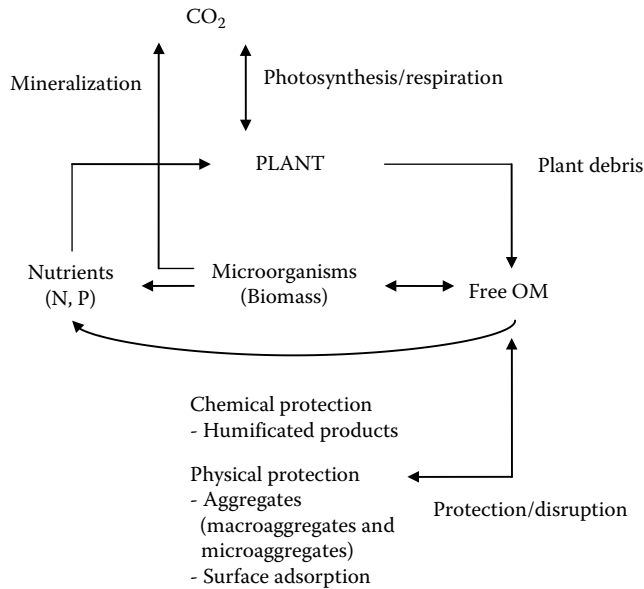 CO₂
Mineralization
Photosynthesis/respiration
PLANT
Plant debris
Nutrients
(N, P)
Microorganisms
(Biomass)
Free OM
Chemical protection
- Humificated products
Physical protection
- Aggregates
(macroaggregates and
microaggregates)
- Surface adsorption
Protection/disruption